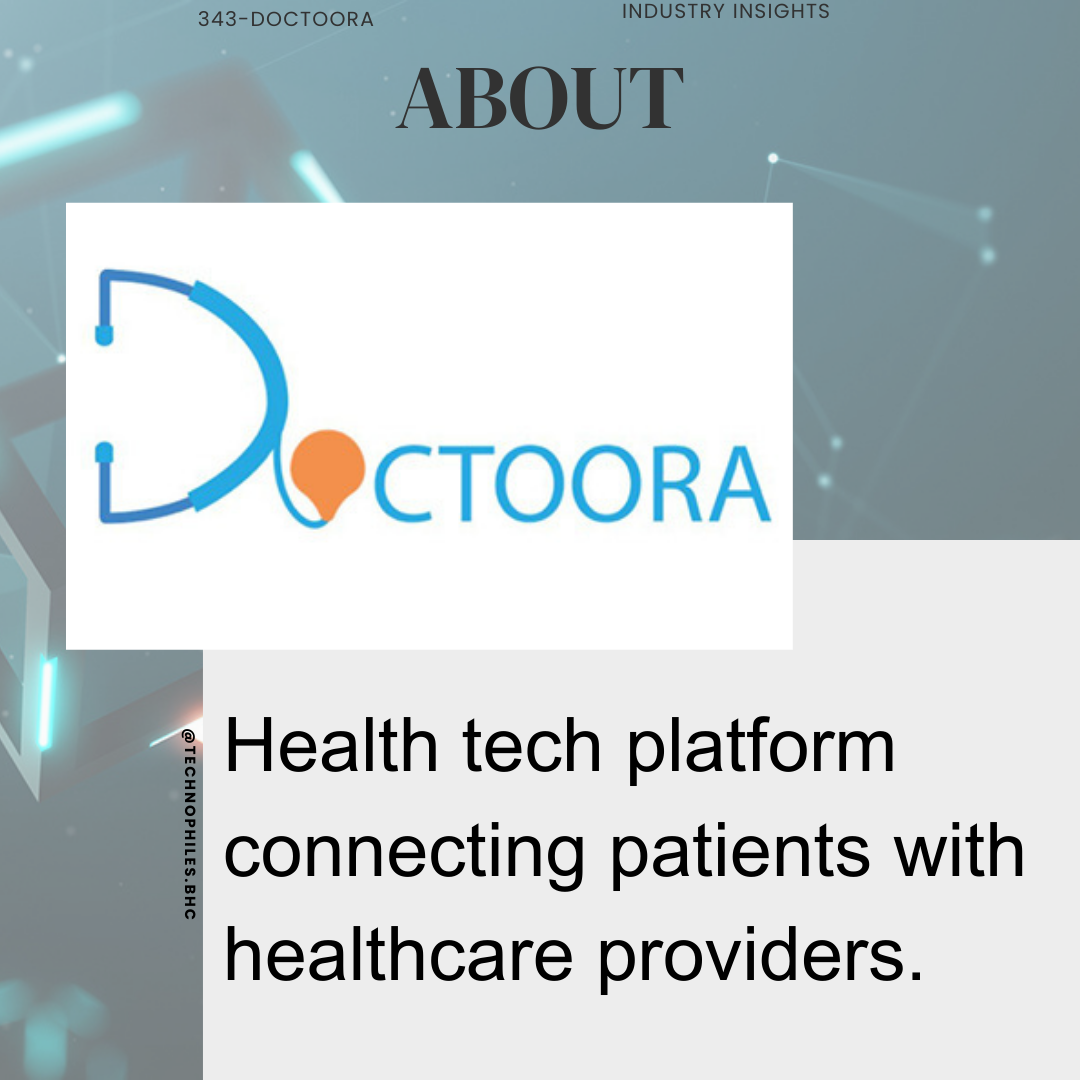 343-DOCTOORA
INDUSTRY INSIGHTS
ABOUT
DOCTOORA
Health tech platform
connecting patients with
healthcare providers.
@TECHNOPHILES.BHC